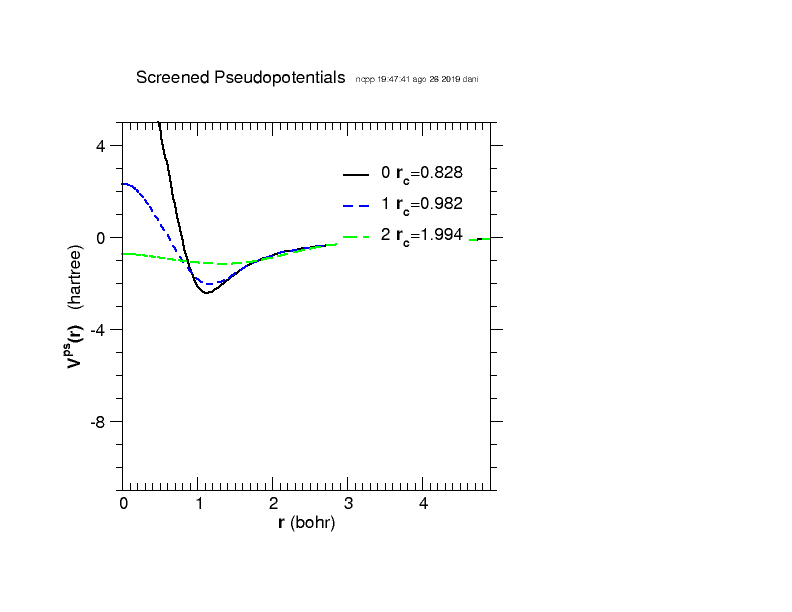 Screened Pseudopotentials ncpp 19:47:41 ago 26 2019 dani
4
0
-4
-8
V^ps(r) (hartree)
0 r_c=0.828
1 r_c=0.982
2 r_c=1.994
0 1 2 3 4
r (bohr)